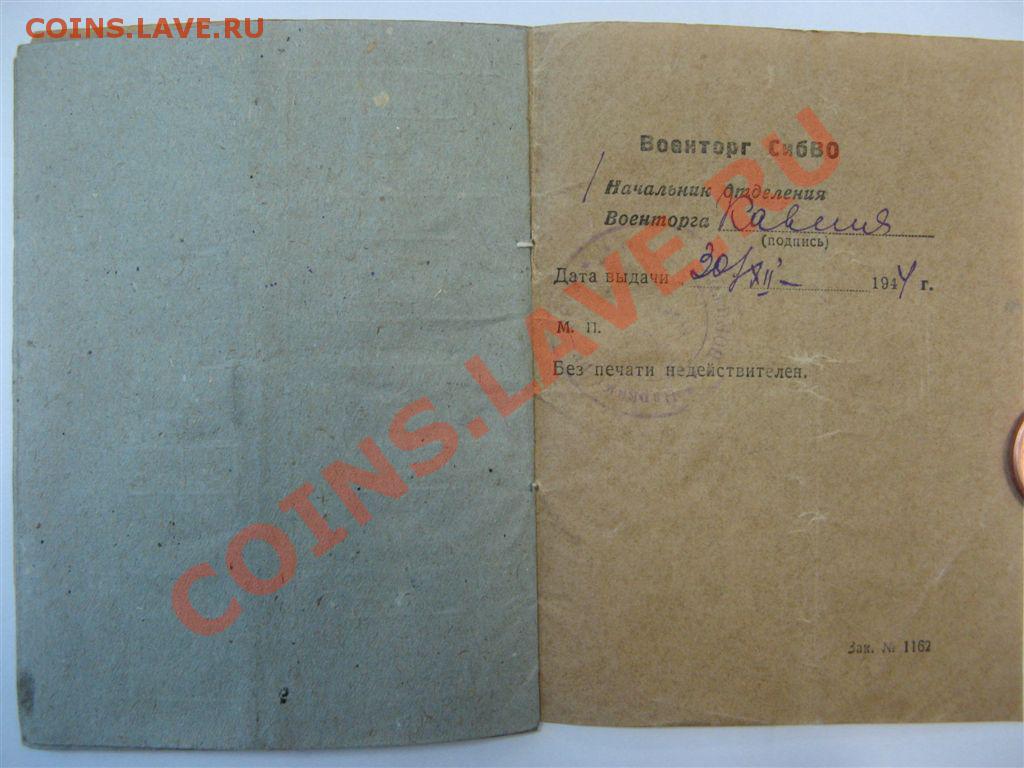 COINS.LAVE.RU
Военторг СибВО
Начальник отделения
Военторга
(подпись)
Дата выдачи 30/XII- 1944 г.
М. П.
Без печати недействителен.
Зак. № 1162
COINS.LAVE.RU